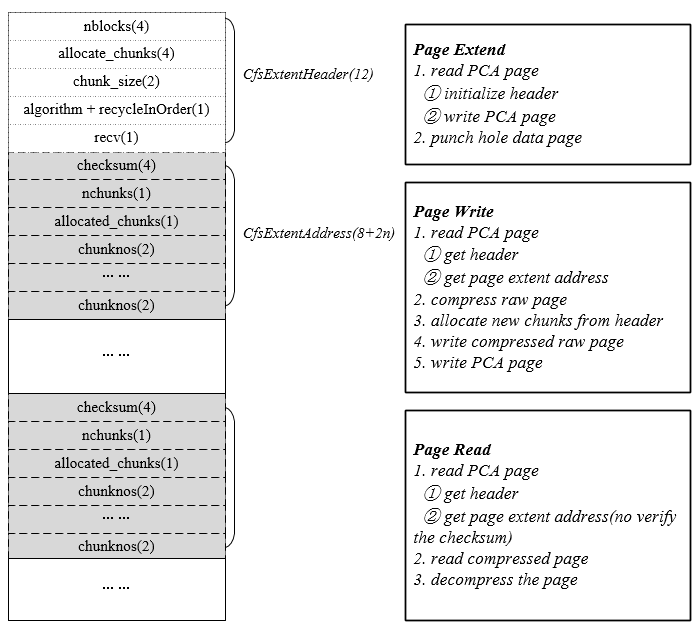 nblocks(4)
allocate_chunks(4)
chunk_size(2)
algorithm + recycleInOrder(1)
recv(1)
CfsExtentHeader(12)
checksum(4)
nchunks(1)
allocated_chunks(1)
chunknos(2)
... ...
chunknos(2)
CfsExtentAddress(8+2n)
... ...
checksum(4)
nchunks(1)
allocated_chunks(1)
chunknos(2)
... ...
chunknos(2)
... ...
Page Extend
1. read PCA page
① initialize header
② write PCA page
2. punch hole data page
Page Write
1. read PCA page
① get header
② get page extent address
2. compress raw page
3. allocate new chunks from header
4. write compressed raw page
5. write PCA page
Page Read
1. read PCA page
① get header
② get page extent address(no verify
the checksum)
2. read compressed page
3. decompress the page